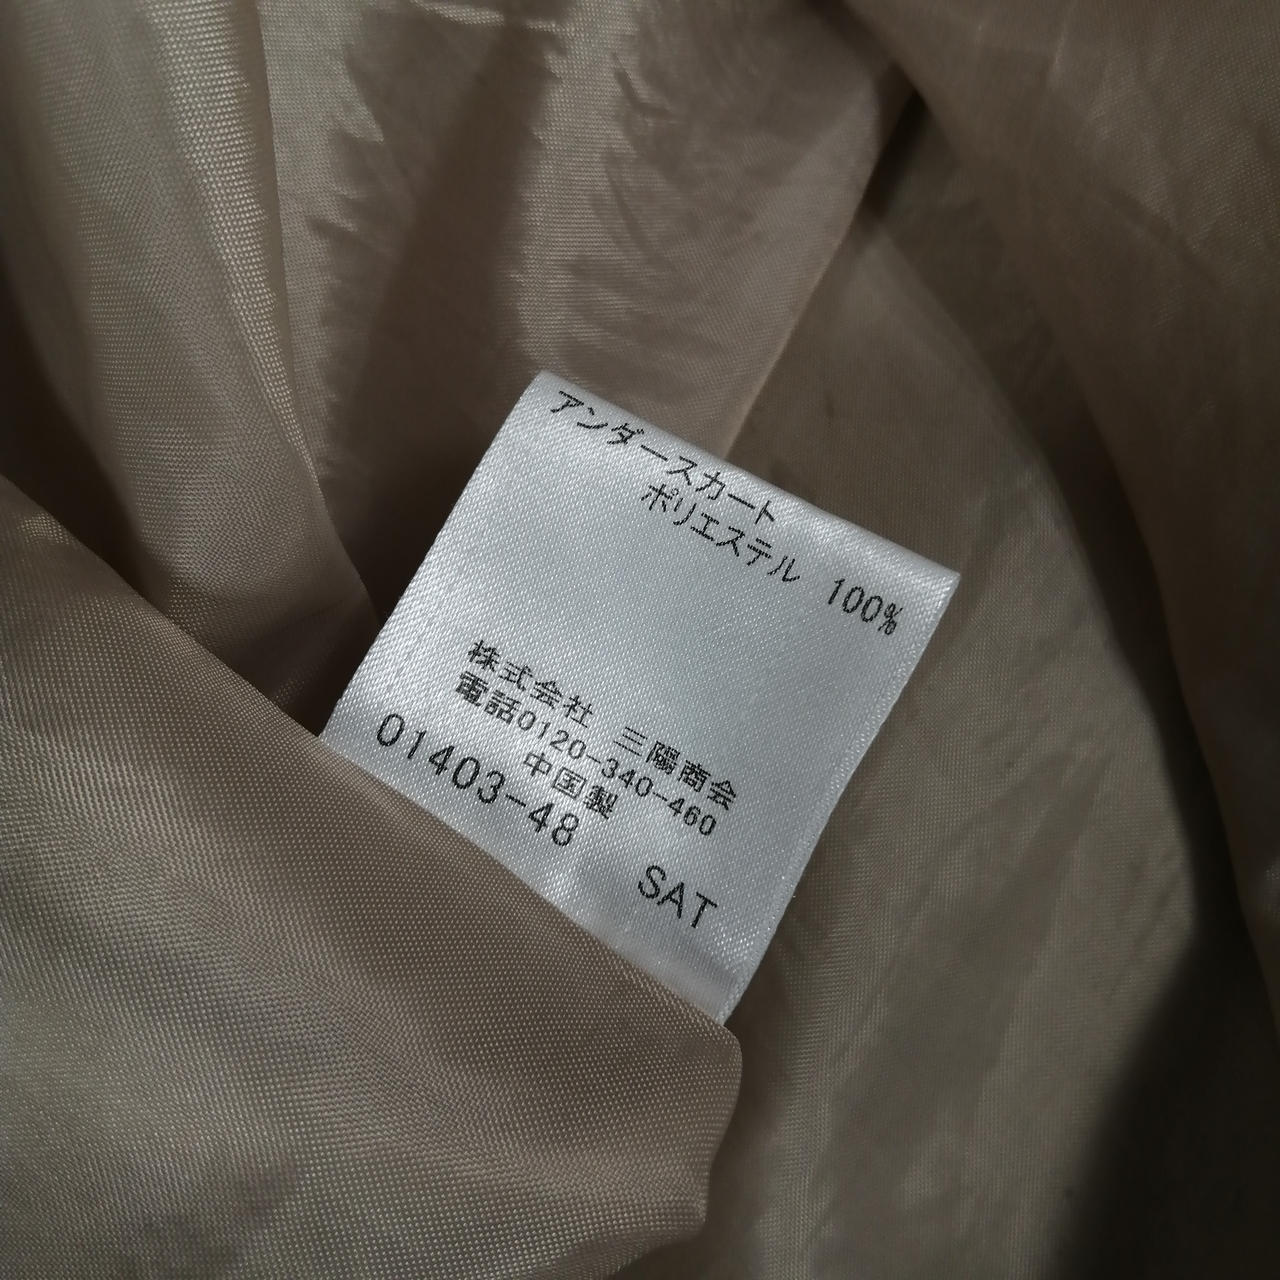 アンダースカート
ポリエステル 100%
株式会社 三陽商会
電話0120-340-460
中国製
01403-48 SAT